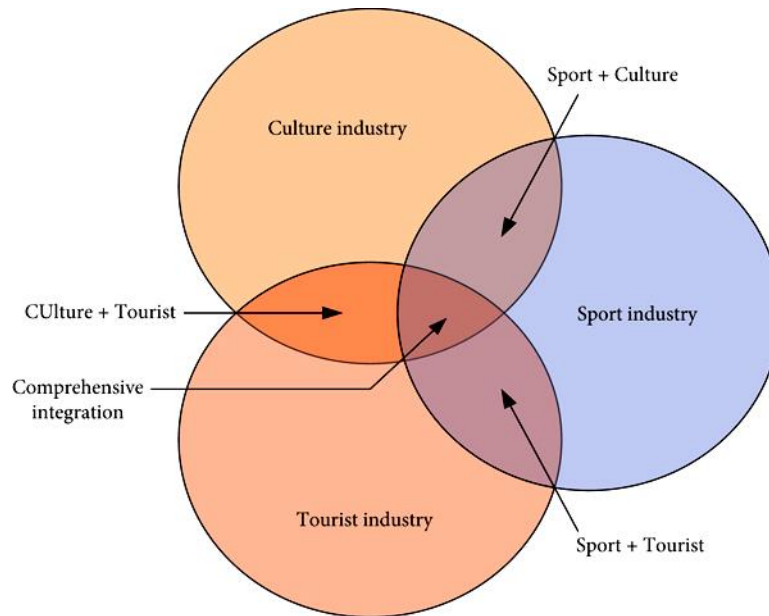 Sport + Culture
Culture industry
CUlture + Tourist
Sport industry
Comprehensive
integration
Tourist industry
Sport + Tourist